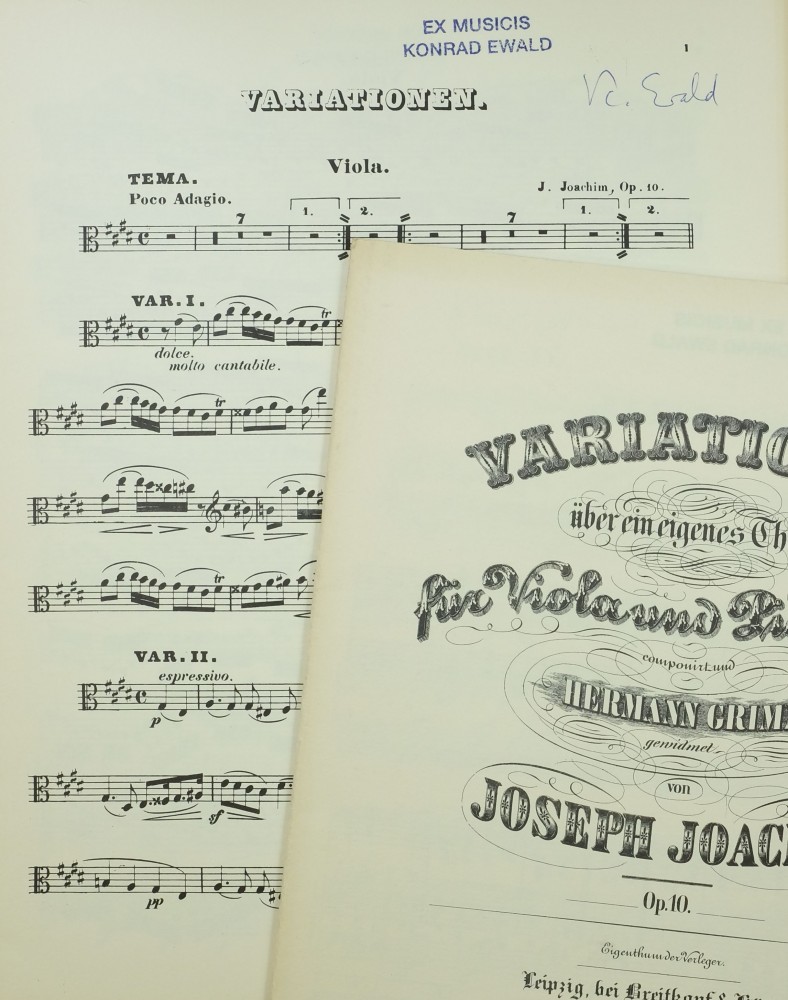 EX MUSICIS
KONRAD EWALD
1
VARIATIONEN.
Viola.
TEMA.
Poco Adagio.
J. Joachim, Op. 10.
7 1. 2. 7 1. 2.
VAR. I.
tr
dolce.
molto cantabile.
tr
tr
VAR. II.
espressivo.
p
sf
pp
VARIATIO
über ein eigenes Th
für Viola und Pi
componirt und
HERMANN GRIM
gewidmet
von
JOSEPH JOAC
Op. 10.
Eigenthum der Verleger.
Leipzig, bei Breitkopf &